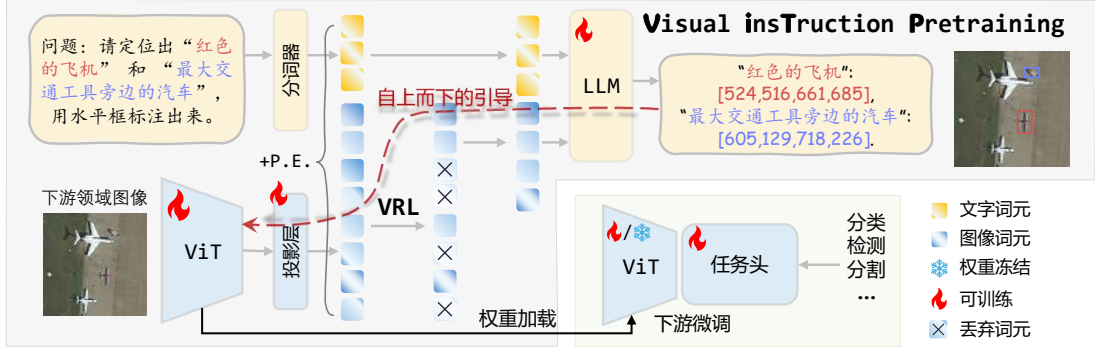 Visual insTruction Pretraining
问题：请定位出“红色
的飞机” 和 “最大交
通工具旁边的汽车”，
用水平框标注出来。
分词器
LLM
“红色的飞机”:
[524,516,661,685],
“最大交通工具旁边的汽车”:
[605,129,718,226].
自上而下的引导
+P.E.
下游领域图像
ViT
投影层
VRL
权重加载
/
ViT
任务头
分类
检测
分割
...
下游微调
文字词元
图像词元
权重冻结
可训练
丢弃词元